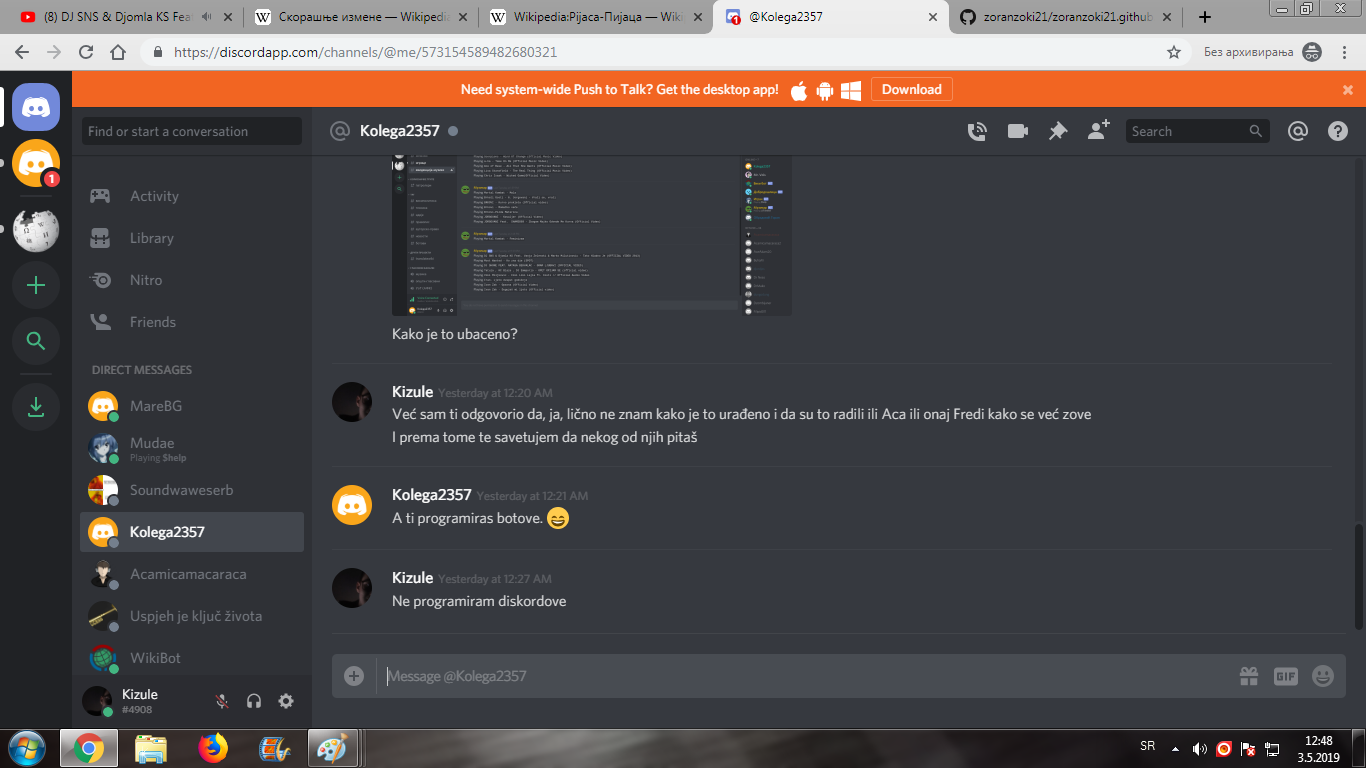 (8) DJ SNS & Djomla KS Feat
Скорашње измене — Wikipedia
Wikipedia:Pijaca-Пијаца — Wiki
@Kolega2357
zoranzoki21/zoranzoki21.github
https://discordapp.com/channels/@me/573154589482680321
Без архивирања
Need system-wide Push to Talk? Get the desktop app!
Download
Find or start a conversation
@ Kolega2357
Search
1
Activity
Library
Nitro
Friends
DIRECT MESSAGES
MareBG
Mudae
Playing $help
Soundwaweserb
Kolega2357
Acamicamacaraca
Uspjeh je ključ života
WikiBot
Kizule
#4908
Kako je to ubaceno?
Kizule Yesterday at 12:20 AM
Već sam ti odgovorio da, ja, lično ne znam kako je to urađeno i da su to radili ili Aca ili onaj Fredi kako se već zove
I prema tome te savetujem da nekog od njih pitaš
Kolega2357 Yesterday at 12:21 AM
A ti programiras botove. 😄
Kizule Yesterday at 12:27 AM
Ne programiram diskordove
Message @Kolega2357
GIF
SR
12:48
3.5.2019